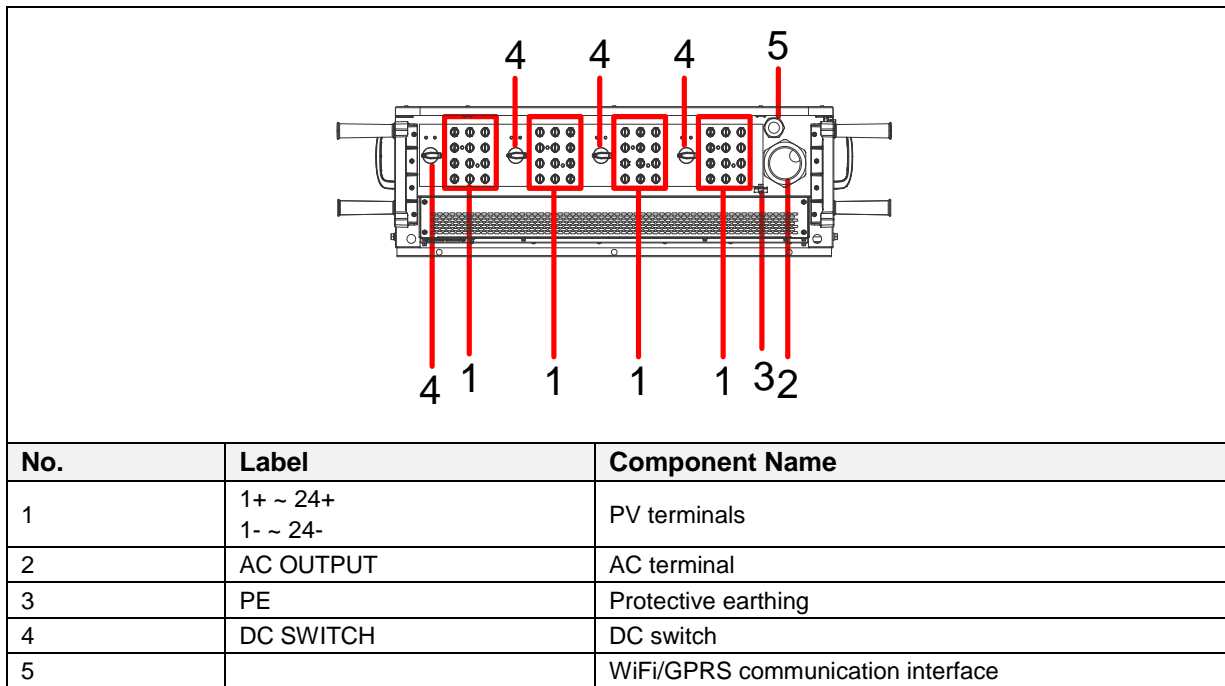 4 4 4 5
4 1 1 1 1 3 2
No. Label Component Name
1 1+ ~ 24+ PV terminals
1- ~ 24-
2 AC OUTPUT AC terminal
3 PE Protective earthing
4 DC SWITCH DC switch
5 WiFi/GPRS communication interface